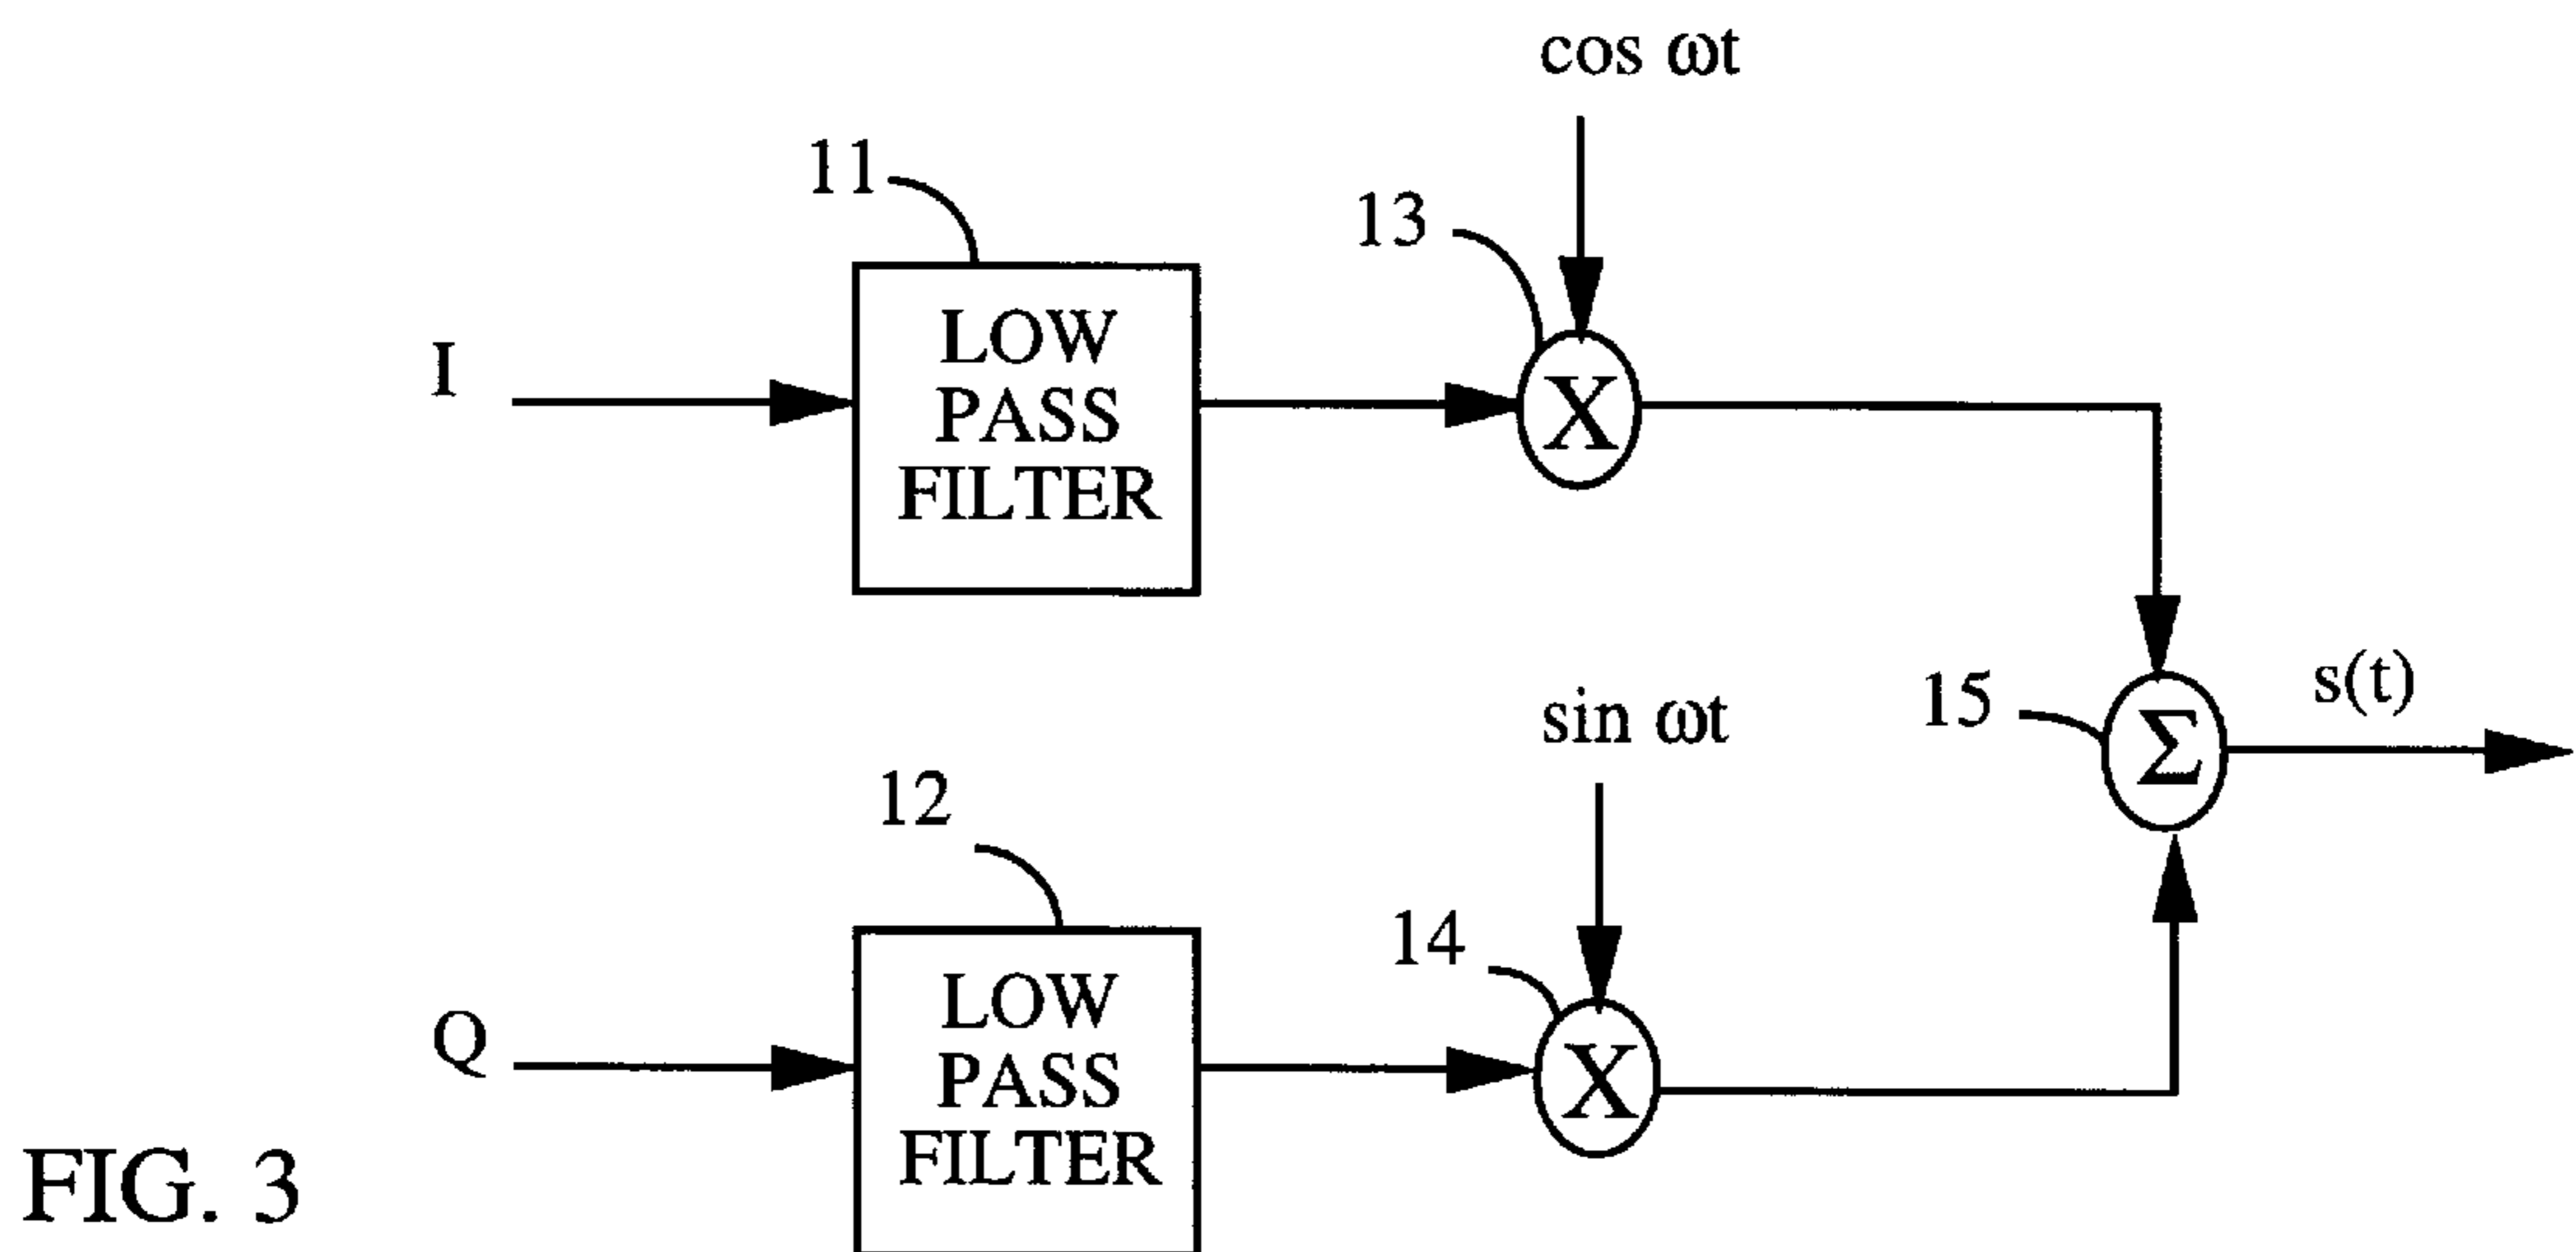 cos ωt
11
13
I
LOW
PASS
FILTER
X
sin ωt
15
s(t)
Σ
12
14
Q
LOW
PASS
FILTER
X
FIG. 3